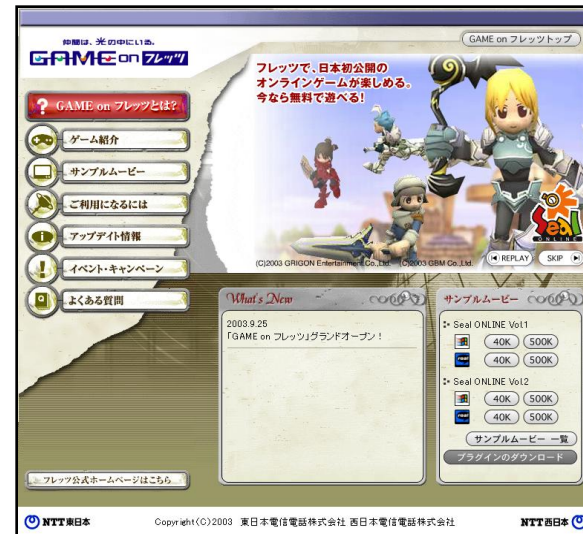 仲間は、光の中にいる。
GAME on フレッツ
GAME on フレッツトップ
フレッツで、日本初公開の
オンラインゲームが楽しめる。
今なら無料で遊べる!
? GAME on フレッツとは?
ゲーム紹介
サンプルムービー
ご利用になるには
アップデイト情報
イベント・キャンペーン
よくある質問
Seal
ONLINE
(C)2003 GRIGON Entertainment Co.,Ltd. (C)2003 GBM Co.,Ltd.
REPLAY
SKIP
What's New
2003.9.25
「GAME on フレッツ」グランドオープン!
サンプルムービー
Seal ONLINE Vol.1
40K 500K
40K 500K
Seal ONLINE Vol.2
40K 500K
40K 500K
サンプルムービー 一覧
プラグインのダウンロード
フレッツ公式ホームページはこちら
NTT東日本
Copyright(C)2003 東日本電信電話株式会社 西日本電信電話株式会社
NTT西日本